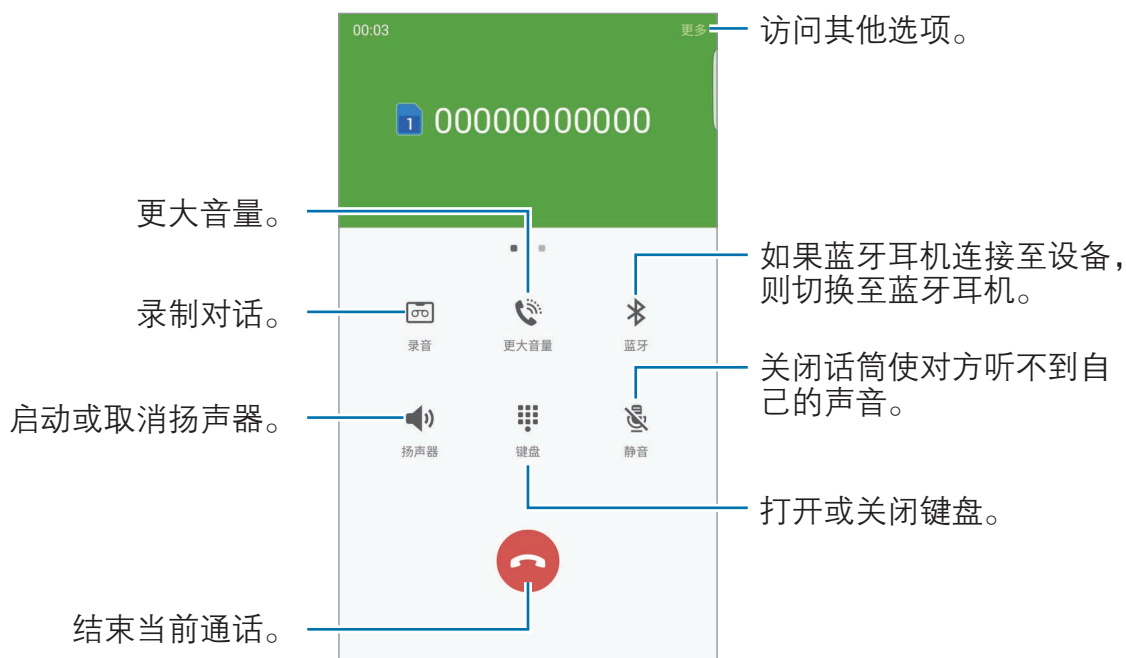 00:03
更多
访问其他选项。
1 00000000000
更大音量。
如果蓝牙耳机连接至设备，
则切换至蓝牙耳机。
录制对话。
录音
更大音量
蓝牙
关闭话筒使对方听不到自
己的声音。
启动或取消扬声器。
扬声器
键盘
静音
打开或关闭键盘。
结束当前通话。